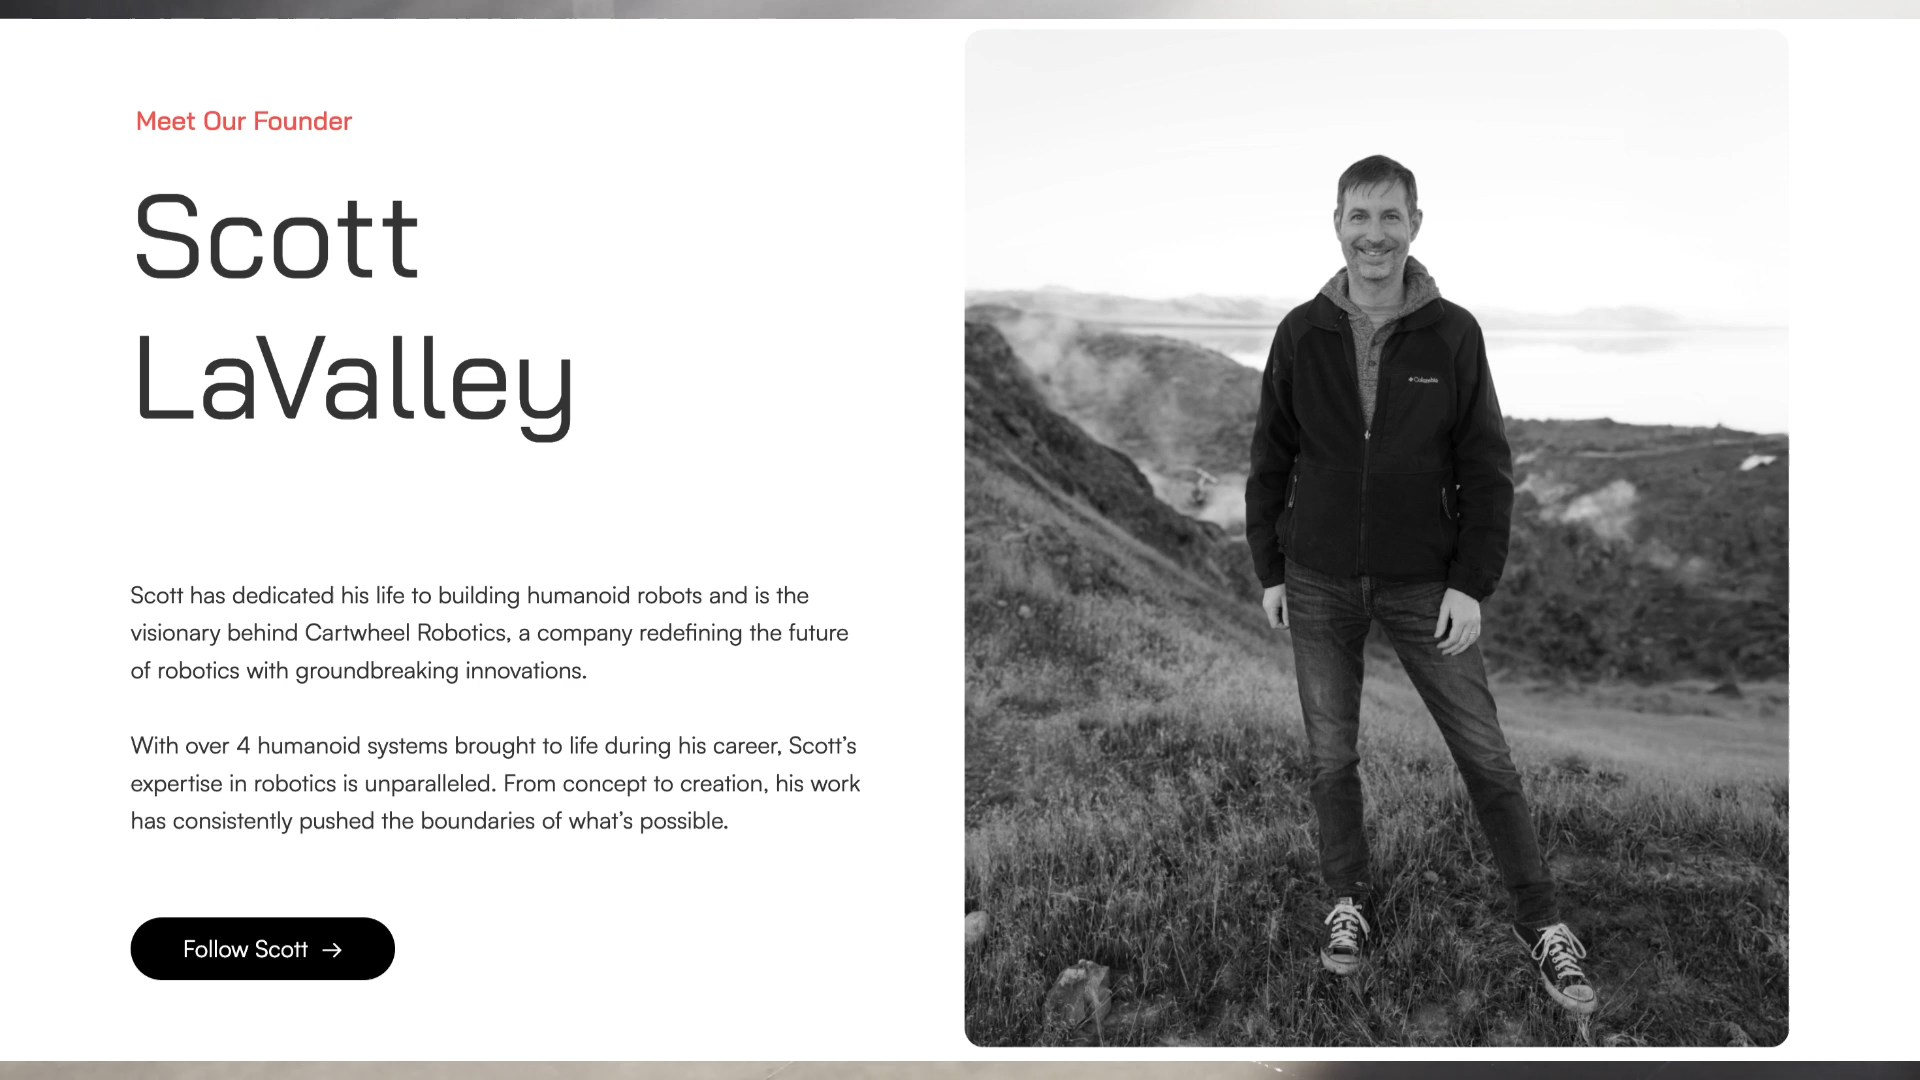 Meet Our Founder
Scott
LaValley
Scott has dedicated his life to building humanoid robots and is the
visionary behind Cartwheel Robotics, a company redefining the future
of robotics with groundbreaking innovations.
With over 4 humanoid systems brought to life during his career, Scott’s
expertise in robotics is unparalleled. From concept to creation, his work
has consistently pushed the boundaries of what’s possible.
Follow Scott →
Columbia